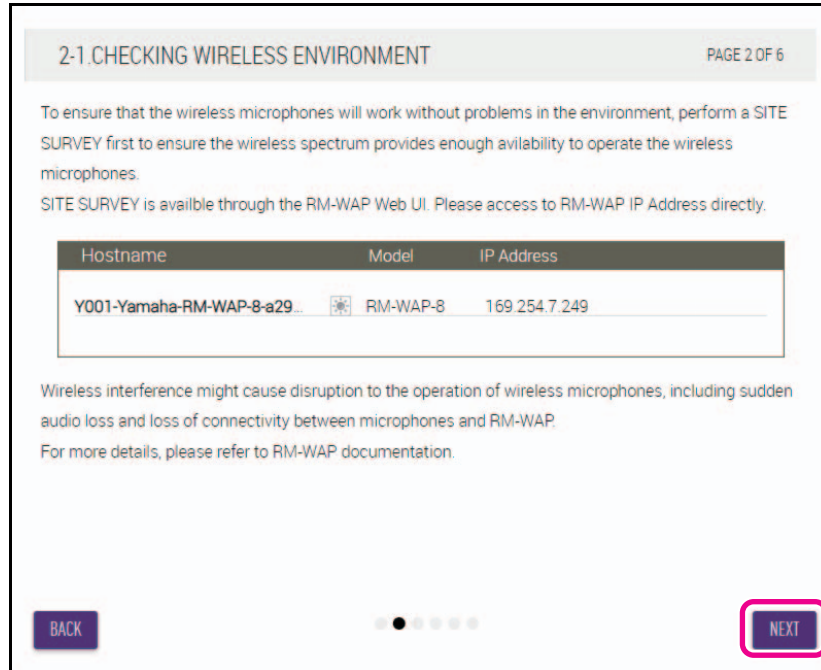 2-1.CHECKING WIRELESS ENVIRONMENT PAGE 2 OF 6
To ensure that the wireless microphones will work without problems in the environment, perform a SITE
SURVEY first to ensure the wireless spectrum provides enough avilability to operate the wireless
microphones.
SITE SURVEY is availble through the RM-WAP Web UI. Please access to RM-WAP IP Address directly.
Hostname Model IP Address
Y001-Yamaha-RM-WAP-8-a29... RM-WAP-8 169.254.7.249
Wireless interference might cause disruption to the operation of wireless microphones, including sudden
audio loss and loss of connectivity between microphones and RM-WAP.
For more details, please refer to RM-WAP documentation.
BACK NEXT